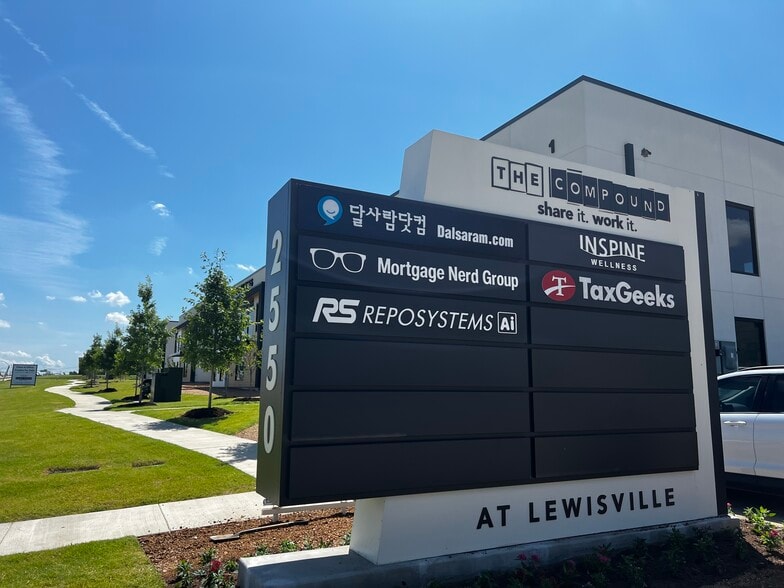 THE COMPOUND
share it. work it.
2550
달사람닷컴 Dalsaram.com
Mortgage Nerd Group
RS REPOSYSTEMS Ai
INSPINE
WELLNESS
T TaxGeeks
AT LEWISVILLE
1